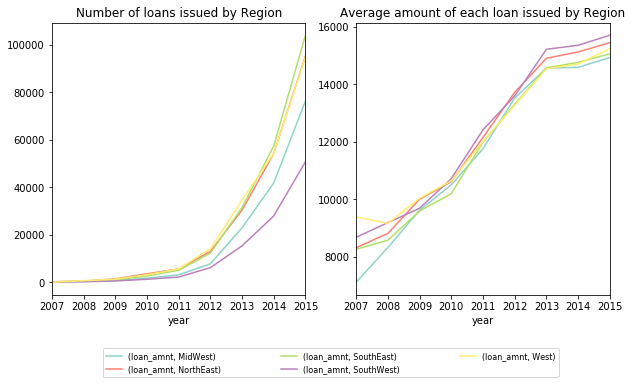 Number of loans issued by Region
100000
80000
60000
40000
20000
0
2007 2008 2009 2010 2011 2012 2013 2014 2015
year
Average amount of each loan issued by Region
16000
14000
12000
10000
8000
2007 2008 2009 2010 2011 2012 2013 2014 2015
year
(loan_amnt, MidWest)
(loan_amnt, NorthEast)
(loan_amnt, SouthEast)
(loan_amnt, SouthWest)
(loan_amnt, West)